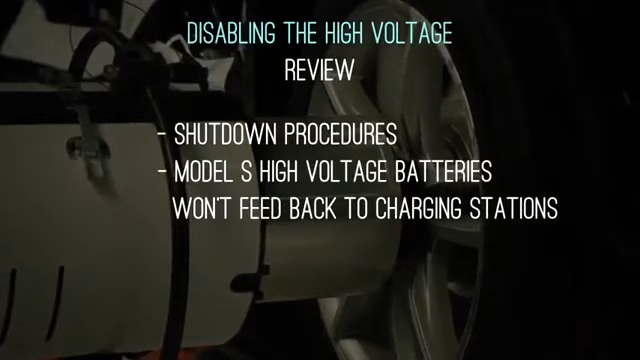 DISABLING THE HIGH VOLTAGE
REVIEW
- SHUTDOWN PROCEDURES
- MODEL S HIGH VOLTAGE BATTERIES
WON'T FEED BACK TO CHARGING STATIONS